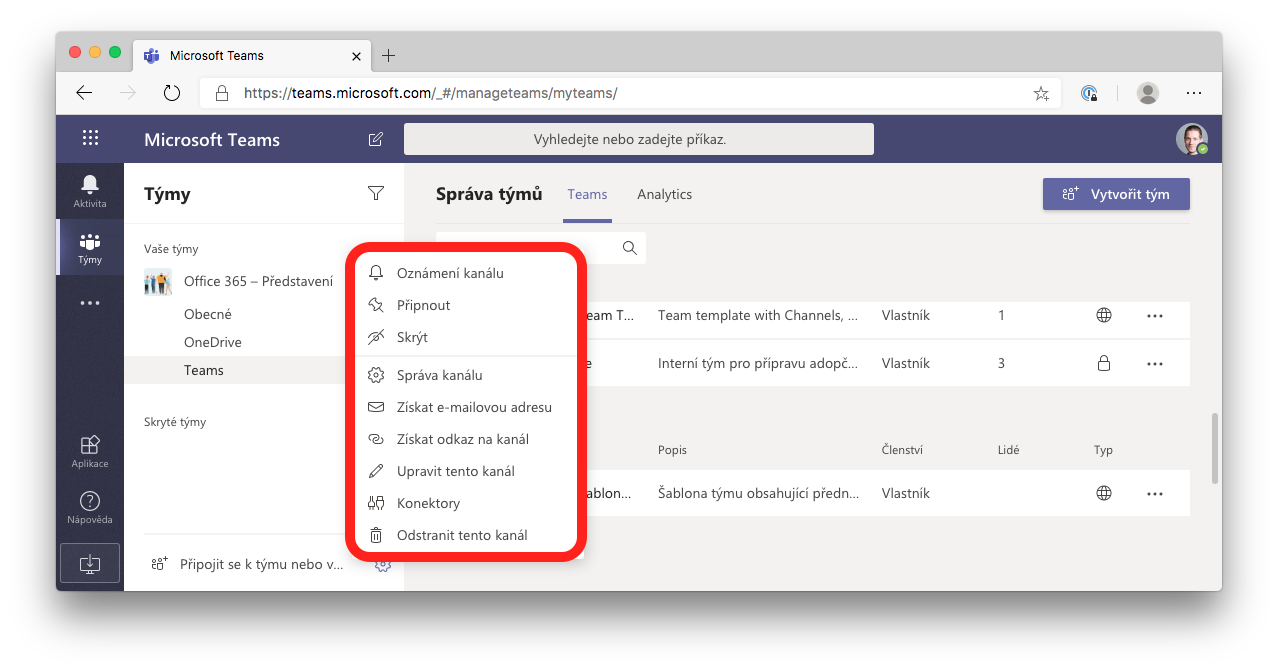 Microsoft Teams
https://teams.microsoft.com/_#/manageteams/myteams/
Microsoft Teams
Vyhledejte nebo zadejte příkaz.
Aktivita
Týmy
Aplikace
Nápověda
Týmy
Vaše týmy
Office 365 – Představení
Obecné
OneDrive
Teams
Skryté týmy
Připojit se k týmu nebo v...
Oznámení kanálu
Připnout
Skrýt
Správa kanálu
Získat e-mailovou adresu
Získat odkaz na kanál
Upravit tento kanál
Konektory
Odstranit tento kanál
Správa týmů Teams Analytics
Vytvořit tým
eam T... Team template with Channels, ... Vlastník 1
e Interní tým pro přípravu adopč... Vlastník 3
Popis Členství Lidé Typ
ablon... Šablona týmu obsahující předn... Vlastník